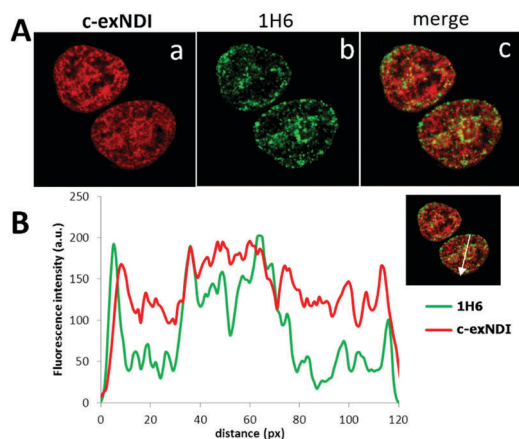 A
c-exNDI 1H6 merge
a b c
B
Fluorescence intensity (a.u.)
250
200
150
100
50
0
0 20 40 60 80 100 120
distance (px)
1H6
c-exNDI